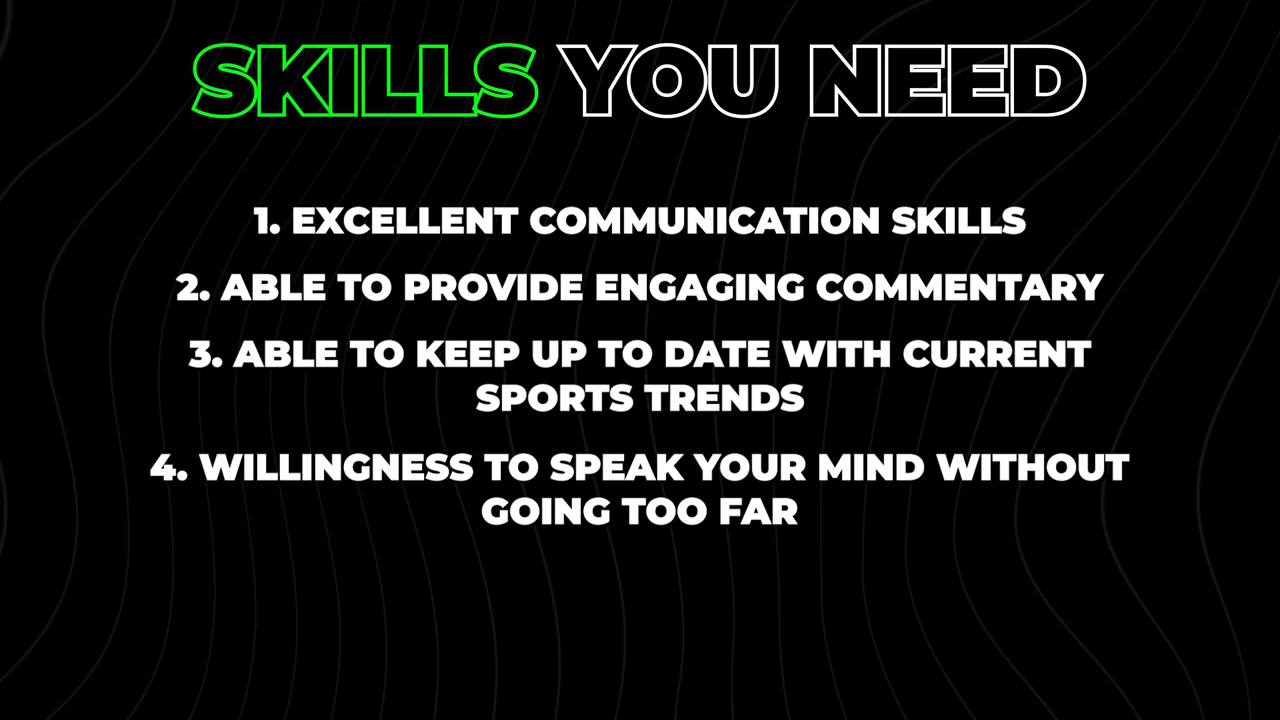 SKILLS YOU NEED
1. EXCELLENT COMMUNICATION SKILLS
2. ABLE TO PROVIDE ENGAGING COMMENTARY
3. ABLE TO KEEP UP TO DATE WITH CURRENT
SPORTS TRENDS
4. WILLINGNESS TO SPEAK YOUR MIND WITHOUT
GOING TOO FAR